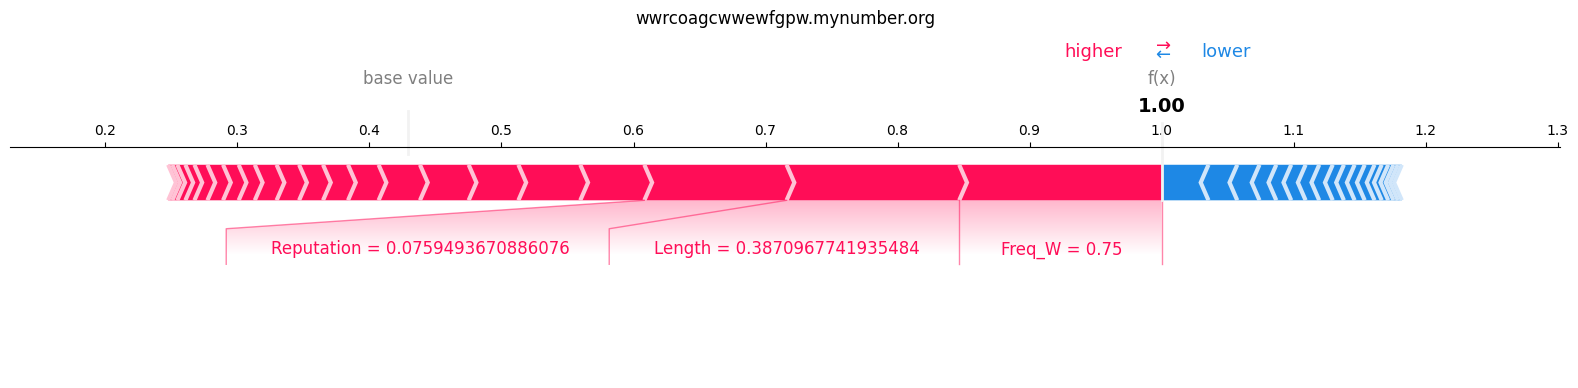 wwrcoagcwwewfgpw.mynumber.org
higher ⇄ lower
base value f(x)
1.00
0.2 0.3 0.4 0.5 0.6 0.7 0.8 0.9 1.0 1.1 1.2 1.3
Reputation = 0.0759493670886076 Length = 0.3870967741935484 Freq_W = 0.75